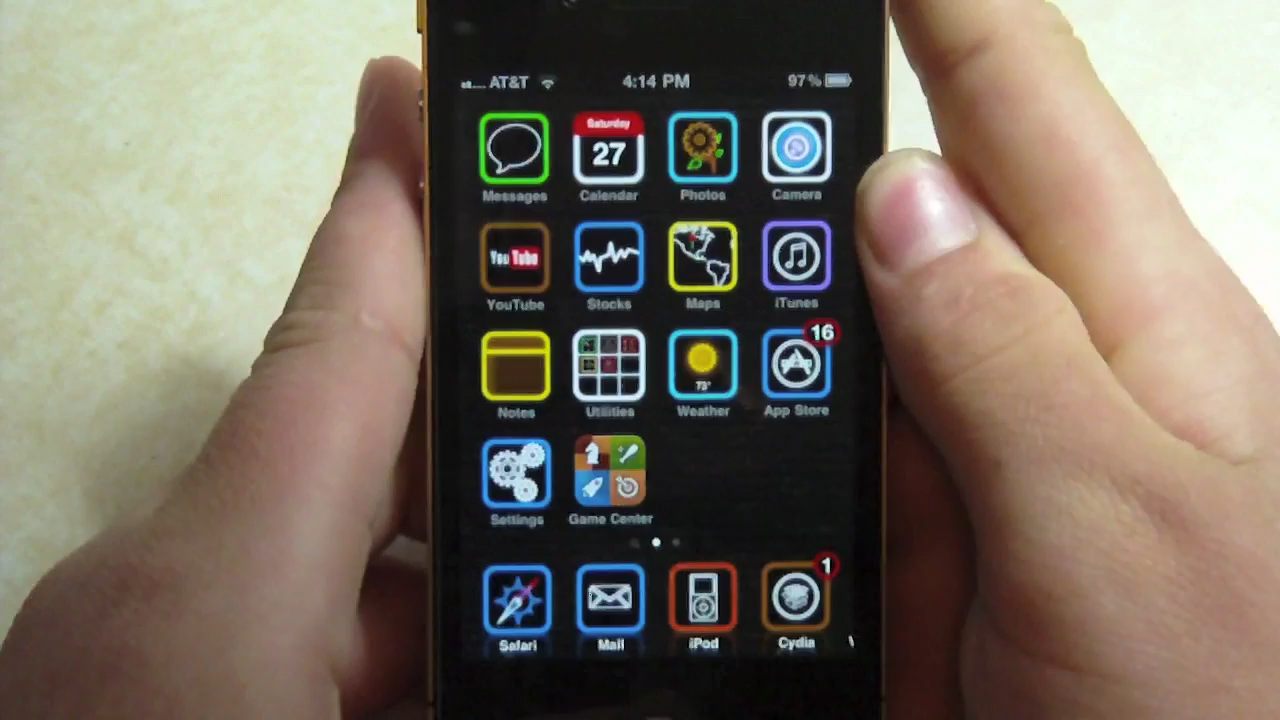 AT&T 4:14 PM 97%
Saturday
27
Messages Calendar Photos Camera
You Tube
YouTube Stocks Maps iTunes
16
73°
Notes Utilities Weather App Store
Settings Game Center
1
Safari Mail iPod Cydia